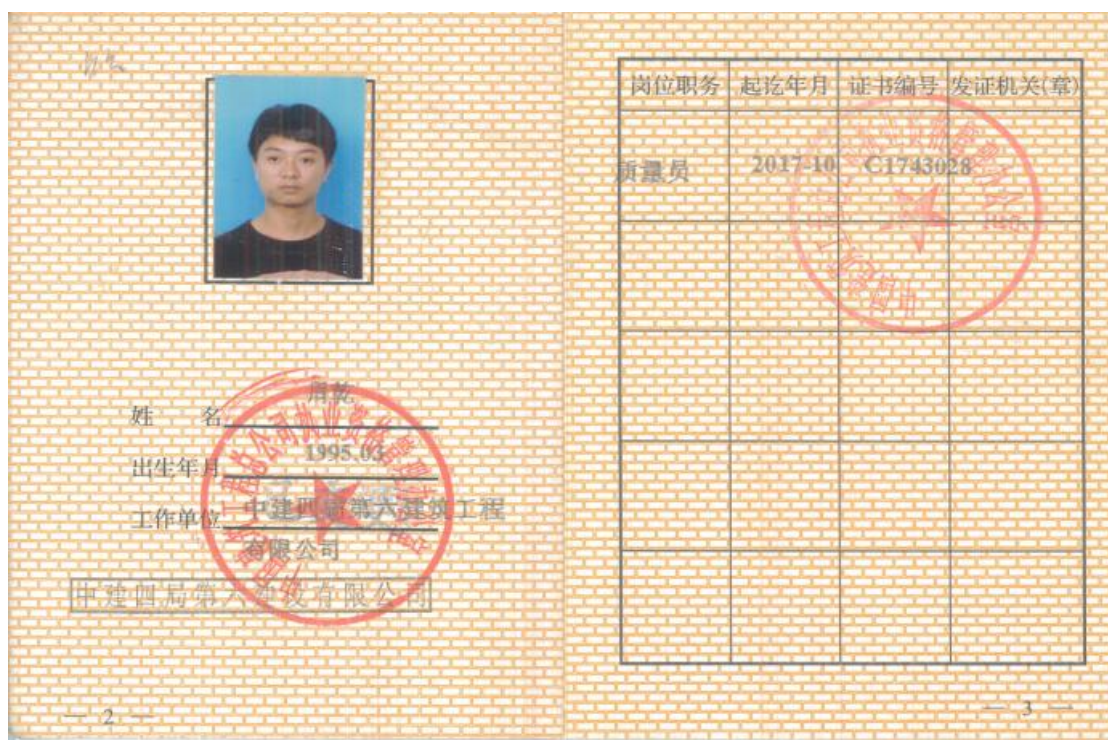 姓 名
出生年月 1995.03
工作单位 中建四局第六建筑工程
有限公司
中建四局第六建设有限公司
— 2 —
岗位职务 起讫年月 证书编号 发证机关(章)
质量员 2017-10 C1743028
— 3 —